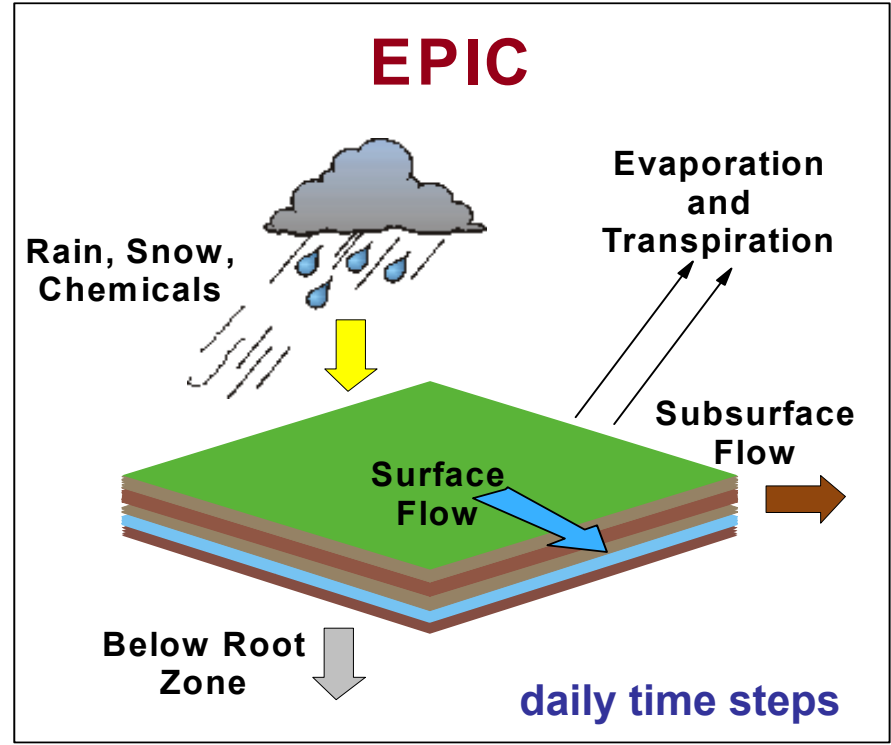 EPIC
Evaporation
and
Transpiration
Rain, Snow,
Chemicals
Subsurface
Flow
Surface
Flow
Below Root
Zone
daily time steps